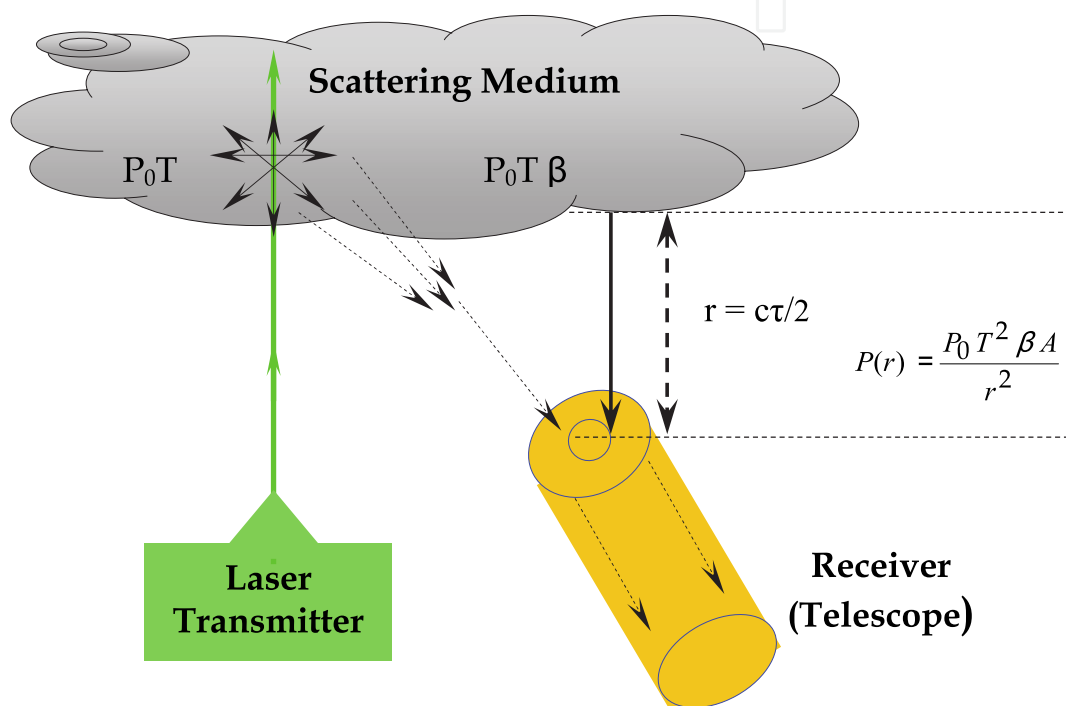 Scattering Medium
P₀T
P₀T β
r = cτ/2
P(r) = P₀ T² β A / r²
Laser
Transmitter
Receiver
(Telescope)